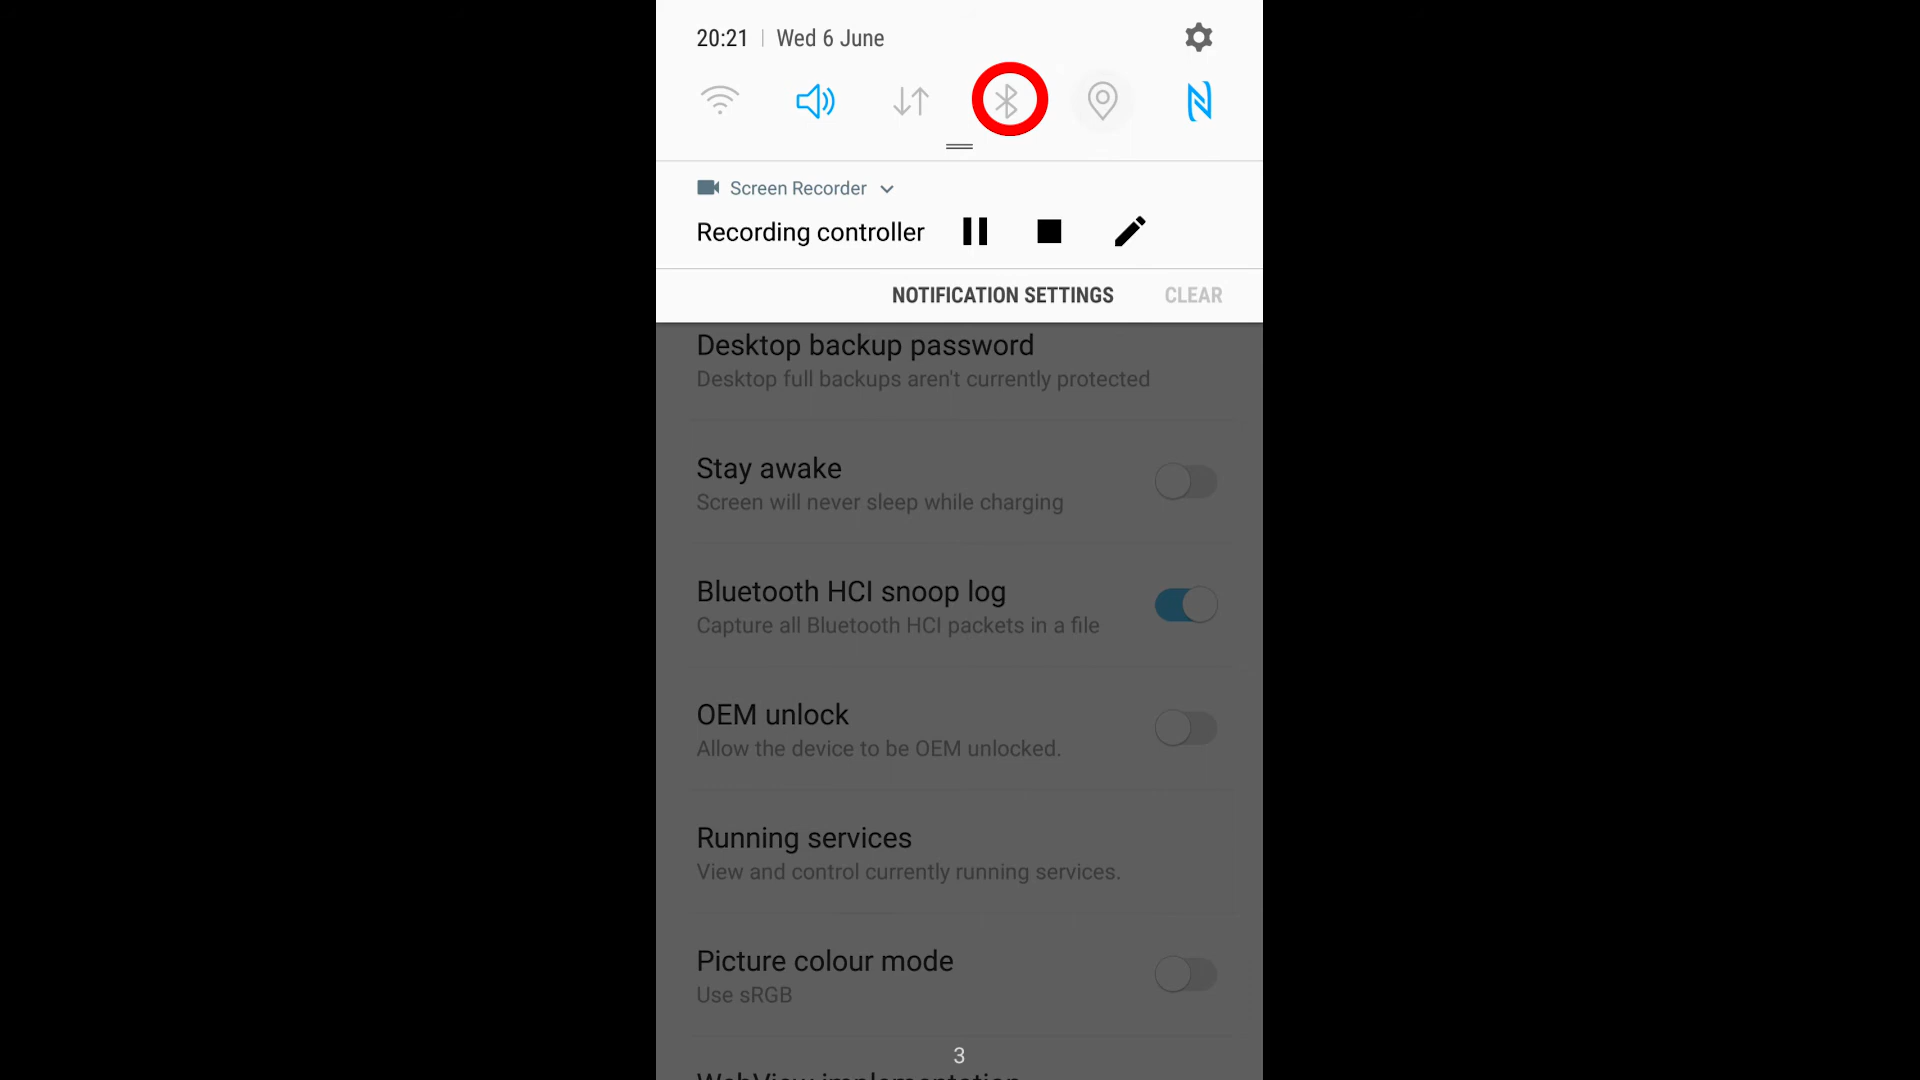 20:21 | Wed 6 June
Screen Recorder
Recording controller
NOTIFICATION SETTINGS CLEAR
Desktop backup password
Desktop full backups aren't currently protected
Stay awake
Screen will never sleep while charging
Bluetooth HCI snoop log
Capture all Bluetooth HCI packets in a file
OEM unlock
Allow the device to be OEM unlocked.
Running services
View and control currently running services.
Picture colour mode
Use sRGB
3
WebView implementation